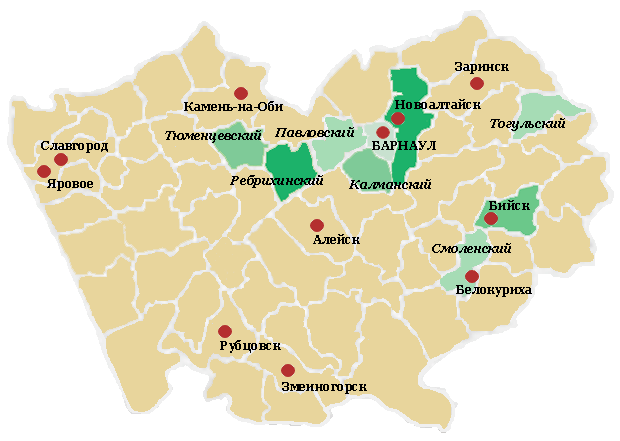 Заринск
Камень-на-Оби
Новоалтайск
Тогульский
Тюменцевский
Павловский
БАРНАУЛ
Славгород
Яровое
Ребрихинский
Калманский
Бийск
Алейск
Смоленский
Белокуриха
Рубцовск
Змеиногорск